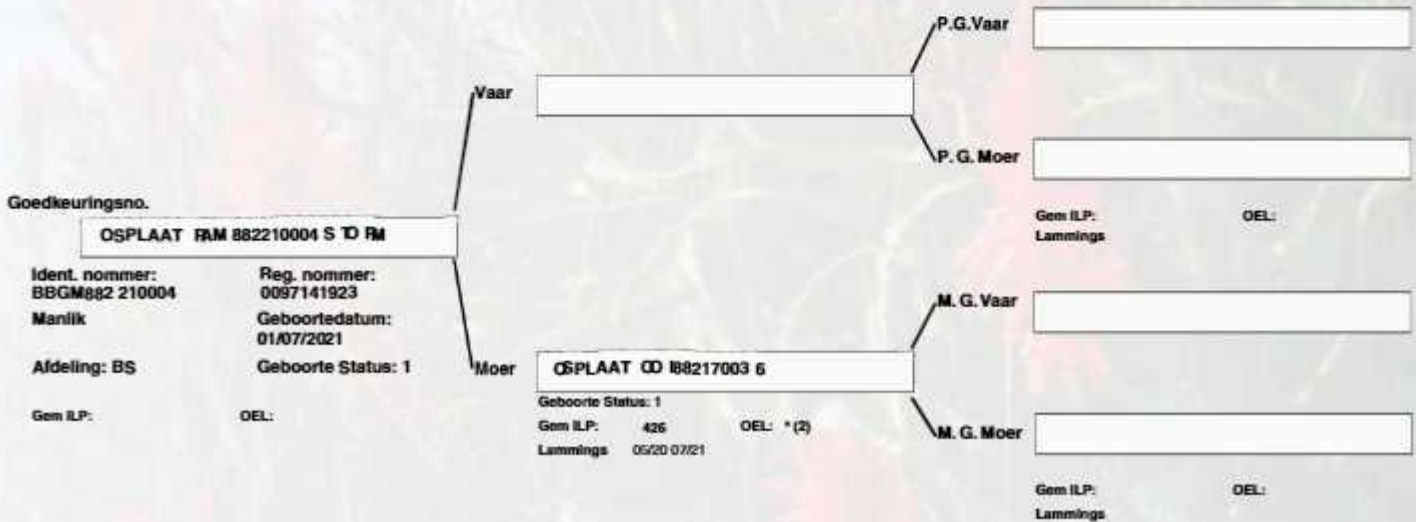 P.G.Vaar
Vaar
P. G. Moer
Goedkeuringsno.
OSPLAAT RAM 882210004 S TO RM
Gem ILP: OEL:
Lammings
Ident. nommer: Reg. nommer:
BBGM882 210004 0097141923
Manlik Geboortedatum:
01/07/2021
M. G. Vaar
Afdeling: BS Geboorte Status: 1
Moer OSPLAAT OO I88217003 6
Geboorte Status: 1
Gem ILP: OEL:
Gem ILP: 426 OEL: * (2)
Lammings 05/20 07/21
M. G. Moer
Gem ILP: OEL:
Lammings